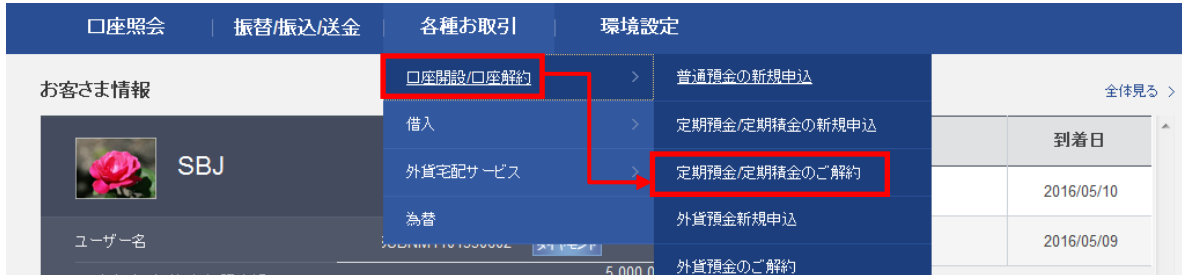 口座照会 振替/振込/送金 各種お取引 環境設定
お客さま情報
全体見る >
口座開設/口座解約 >
借入 >
外貨宅配サービス >
為替
普通預金の新規申込
定期預金/定期積金の新規申込
定期預金/定期積金のご解約
外貨預金新規申込
外貨預金のご解約
SBJ
ユーザー名
到着日
2016/05/10
2016/05/09